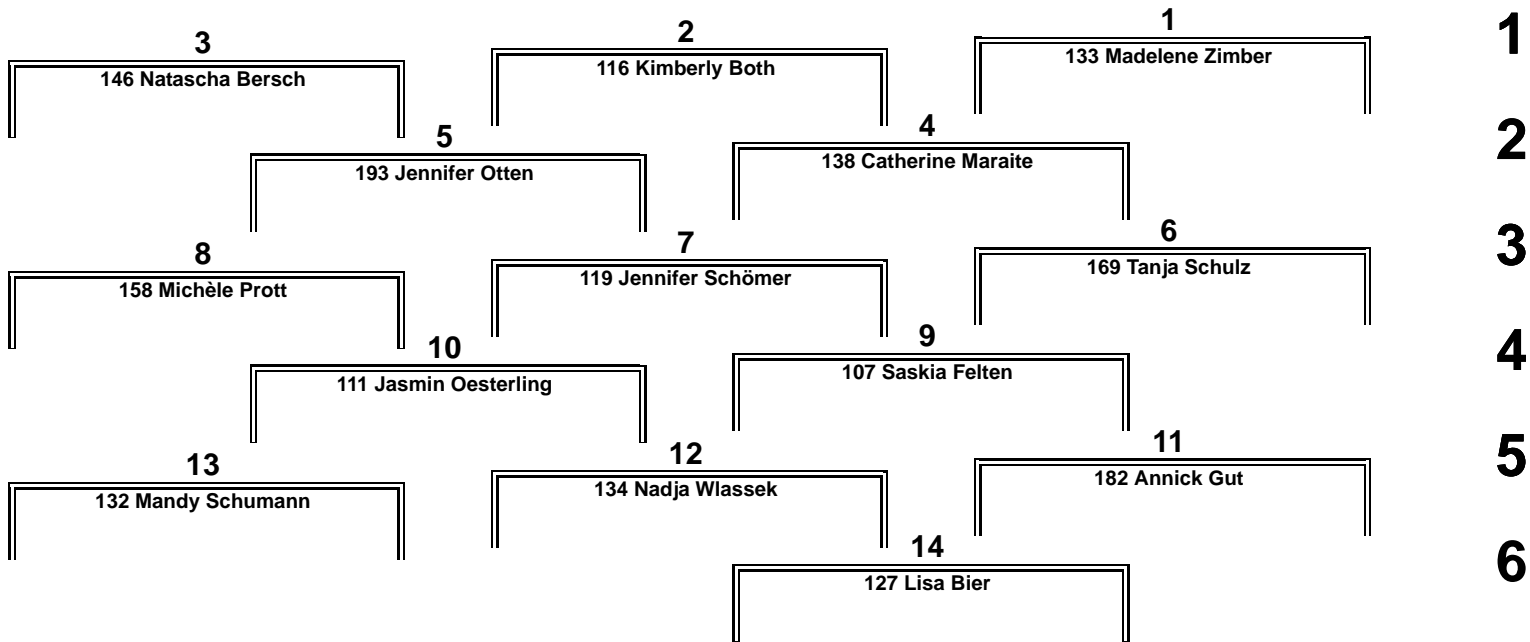 3 2 1 1
146 Natascha Bersch 116 Kimberly Both 133 Madelene Zimber
5 4 2
193 Jennifer Otten 138 Catherine Maraite
8 7 6 3
158 Michèle Prott 119 Jennifer Schömer 169 Tanja Schulz
10 9 4
111 Jasmin Oesterling 107 Saskia Felten
13 12 11 5
132 Mandy Schumann 134 Nadja Wlassek 182 Annick Gut
14 6
127 Lisa Bier